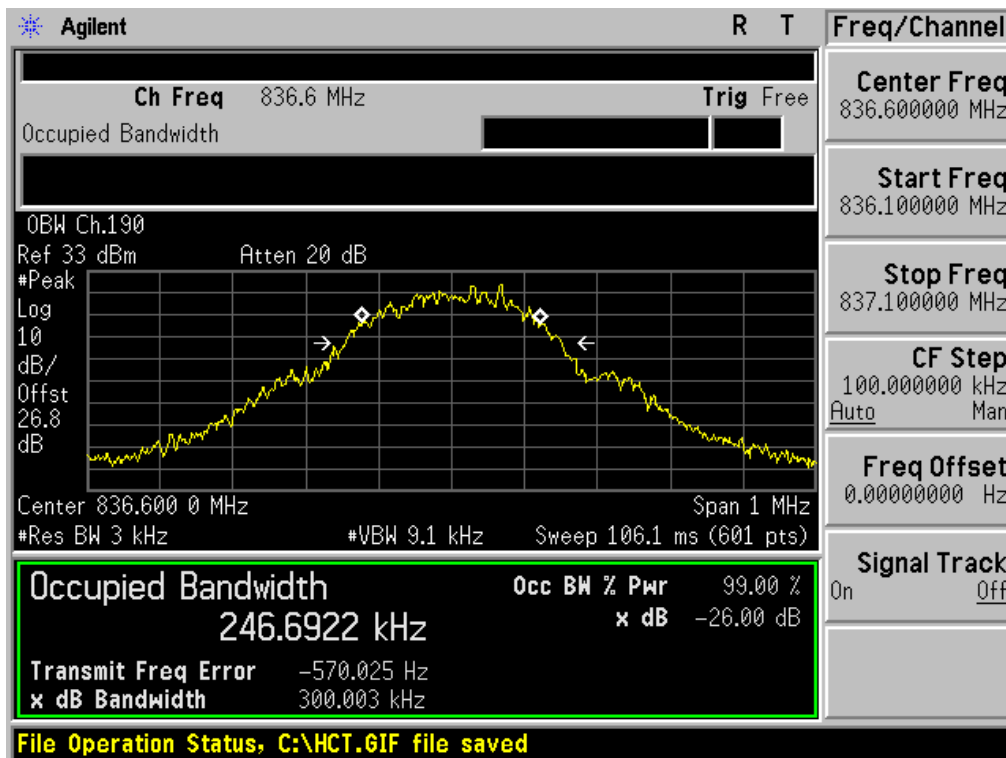 Agilent R T
Ch Freq 836.6 MHz Trig Free
Occupied Bandwidth
OBW Ch.190
Ref 33 dBm Atten 20 dB
#Peak
Log
10
dB/
Offst
26.8
dB
Center 836.600 0 MHz Span 1 MHz
#Res BW 3 kHz #VBW 9.1 kHz Sweep 106.1 ms (601 pts)
Occupied Bandwidth Occ BW % Pwr 99.00 %
246.6922 kHz x dB -26.00 dB
Transmit Freq Error -570.025 Hz
x dB Bandwidth 300.003 kHz
File Operation Status, C:\HCT.GIF file saved
Freq/Channel
Center Freq
836.600000 MHz
Start Freq
836.100000 MHz
Stop Freq
837.100000 MHz
CF Step
100.000000 kHz
Auto Man
Freq Offset
0.00000000 Hz
Signal Track
On Off